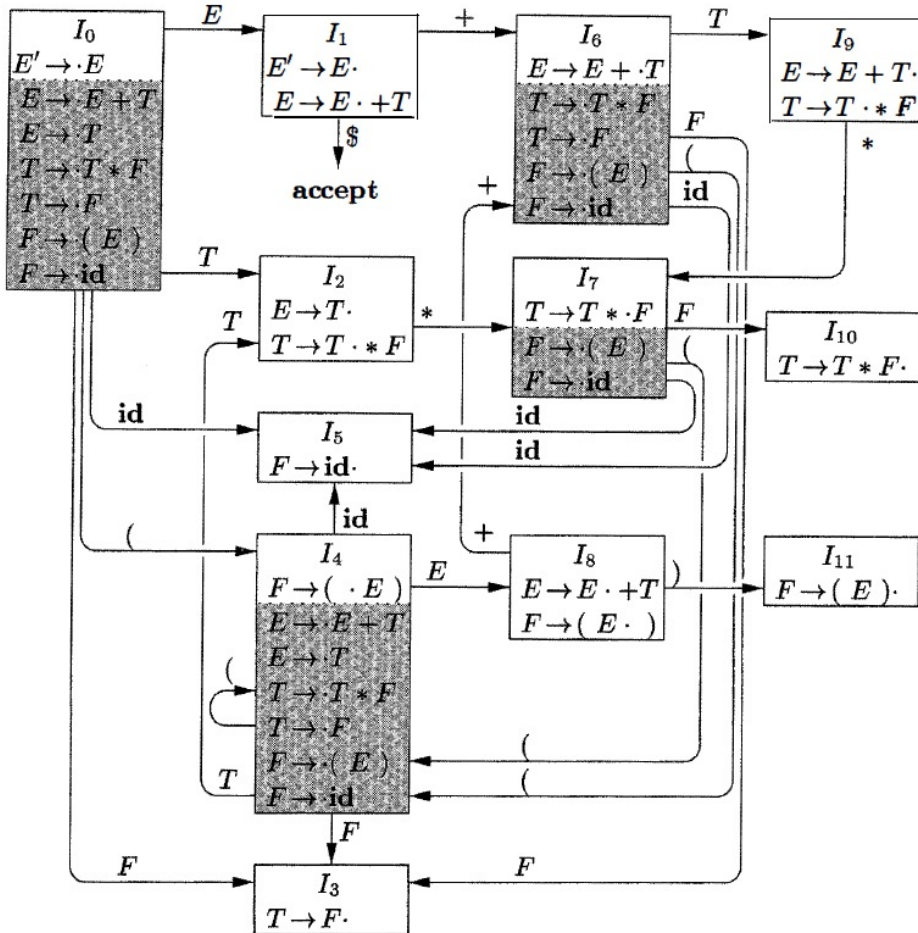 I₀
E′ → ·E
E → ·E + T
E → ·T
T → ·T * F
T → ·F
F → ·( E )
F → ·id
E
I₁
E′ → E·
E → E· + T
$
accept
+
I₆
E → E + ·T
T → ·T * F
T → ·F
F → ·( E )
F → ·id
T
I₉
E → E + T·
T → T· * F
F
(
id
*
+
T
I₂
E → T·
T → T· * F
*
T
I₇
T → T * ·F
F → ·( E )
F → ·id
F
(
I₁₀
T → T * F·
id
I₅
F → id·
id
id
id
(
I₄
F → ( ·E )
E → ·E + T
E → ·T
T → ·T * F
T → ·F
F → ·( E )
F → ·id
E
+
I₈
E → E· + T
F → ( E· )
)
I₁₁
F → ( E )·
(
(
T
(
F
F
I₃
T → F·
F